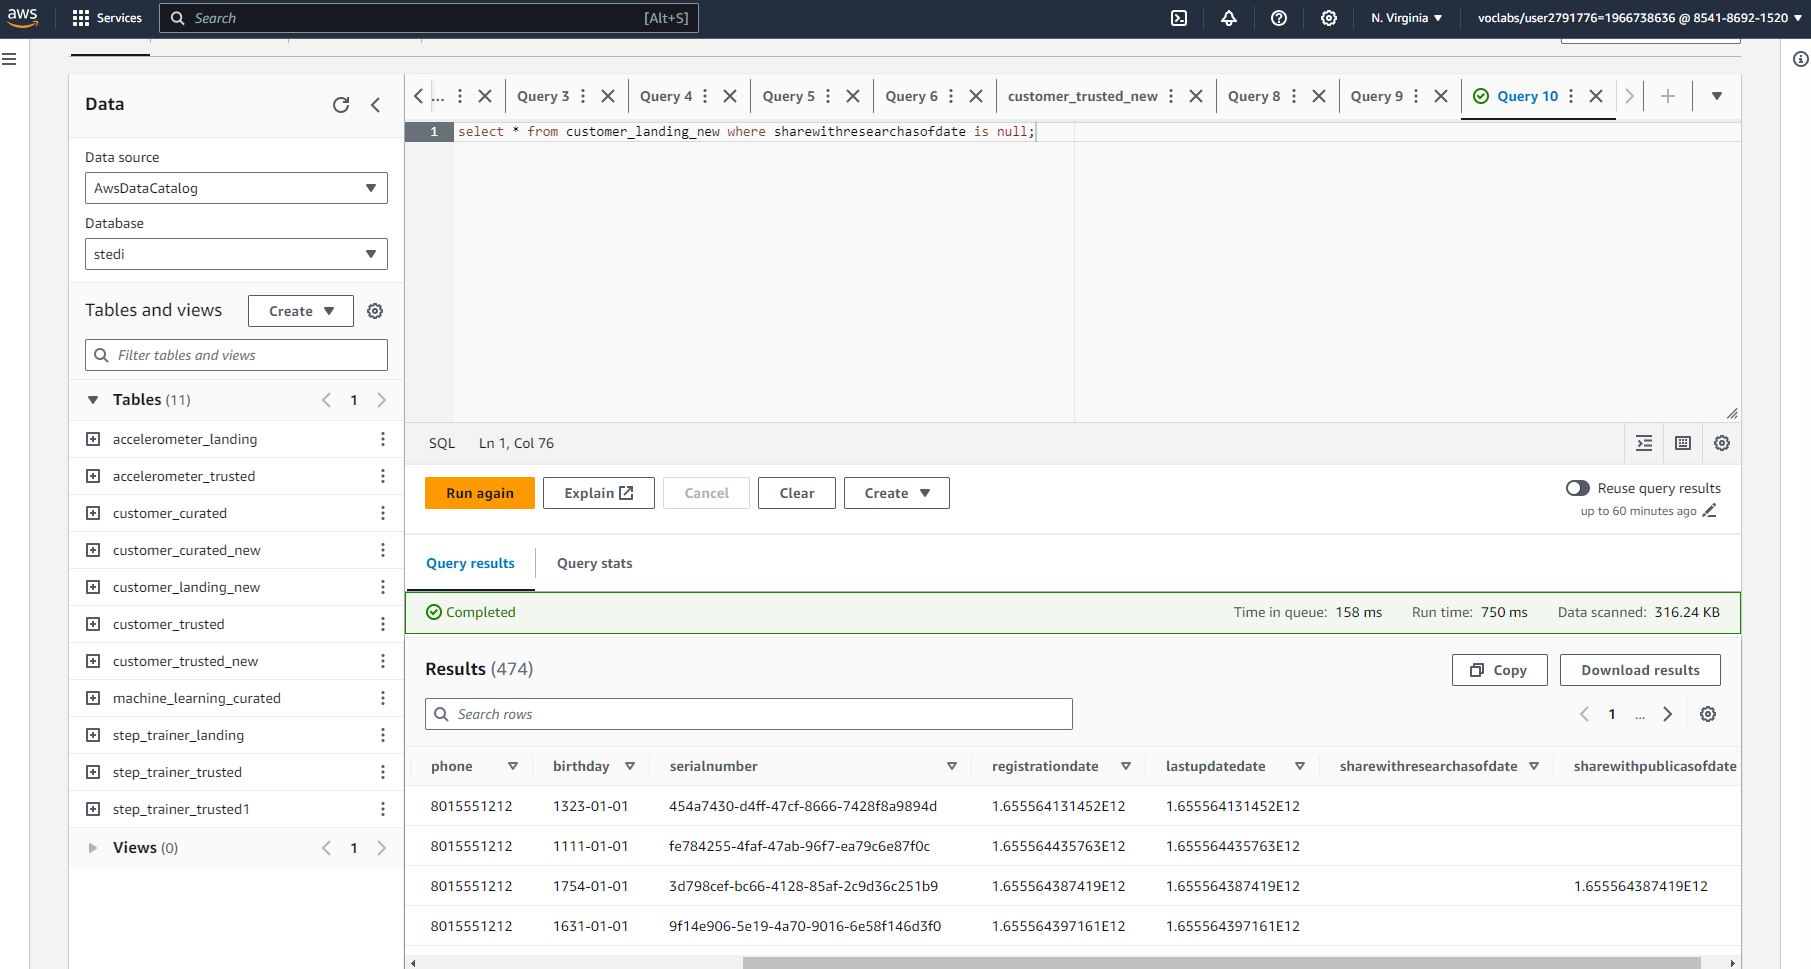 aws
Services
Search
[Alt+S]
N. Virginia
voclabs/user2791776=1966738636 @ 8541-8692-1520
Data
Data source
AwsDataCatalog
Database
stedi
Tables and views
Create
Filter tables and views
Tables (11)
1
accelerometer_landing
accelerometer_trusted
customer_curated
customer_curated_new
customer_landing_new
customer_trusted
customer_trusted_new
machine_learning_curated
step_trainer_landing
step_trainer_trusted
step_trainer_trusted1
Views (0)
1
... Query 3 Query 4 Query 5 Query 6 customer_trusted_new Query 8 Query 9 Query 10
1 select * from customer_landing_new where sharewithresearchasofdate is null;
SQL Ln 1, Col 76
Run again Explain Cancel Clear Create
Reuse query results
up to 60 minutes ago
Query results Query stats
Completed Time in queue: 158 ms Run time: 750 ms Data scanned: 316.24 KB
Results (474)
Copy Download results
Search rows
1 ...
phone birthday serialnumber registrationdate lastupdatedate sharewithresearchasofdate sharewithpublicasofdate
8015551212 1323-01-01 454a7430-d4ff-47cf-8666-7428f8a9894d 1.655564131452E12 1.655564131452E12
8015551212 1111-01-01 fe784255-4faf-47ab-96f7-ea79c6e87f0c 1.655564435763E12 1.655564435763E12
8015551212 1754-01-01 3d798cef-bc66-4128-85af-2c9d36c251b9 1.655564387419E12 1.655564387419E12 1.655564387419E12
8015551212 1631-01-01 9f14e906-5e19-4a70-9016-6e58f146d3f0 1.655564397161E12 1.655564397161E12